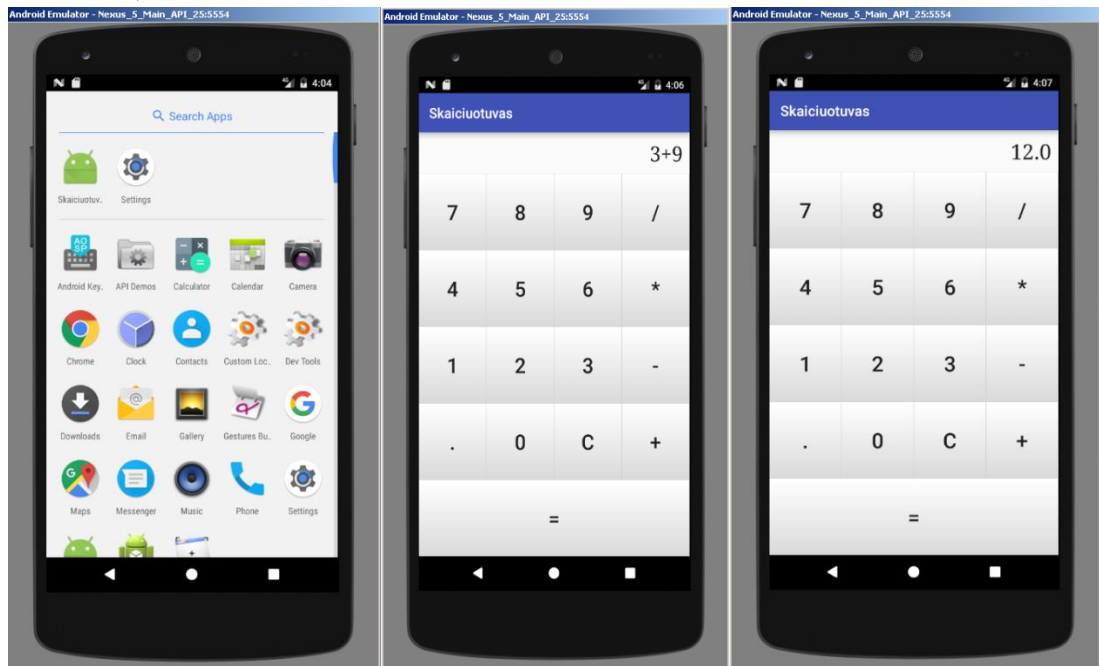 Android Emulator - Nexus_5_Main_API_25:5554
4:04
Search Apps
Skaiciuotuv..
Settings
AO
SP
Android Key..
API Demos
Calculator
Calendar
Camera
Chrome
Clock
Contacts
Custom Loc..
Dev Tools
Downloads
Email
Gallery
Gestures Bu..
Google
Maps
Messenger
Music
Phone
Settings
Android Emulator - Nexus_5_Main_API_25:5554
4:06
Skaiciuotuvas
3+9
7 8 9 /
4 5 6 *
1 2 3 -
. 0 C +
=
Android Emulator - Nexus_5_Main_API_25:5554
4:07
Skaiciuotuvas
12.0
7 8 9 /
4 5 6 *
1 2 3 -
. 0 C +
=